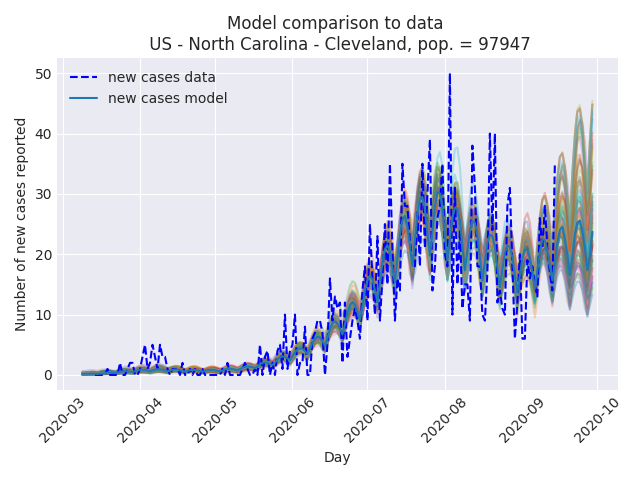 Model comparison to data
US - North Carolina - Cleveland, pop. = 97947
new cases data
new cases model
Number of new cases reported
50
40
30
20
10
0
2020-03
2020-04
2020-05
2020-06
2020-07
2020-08
2020-09
2020-10
Day